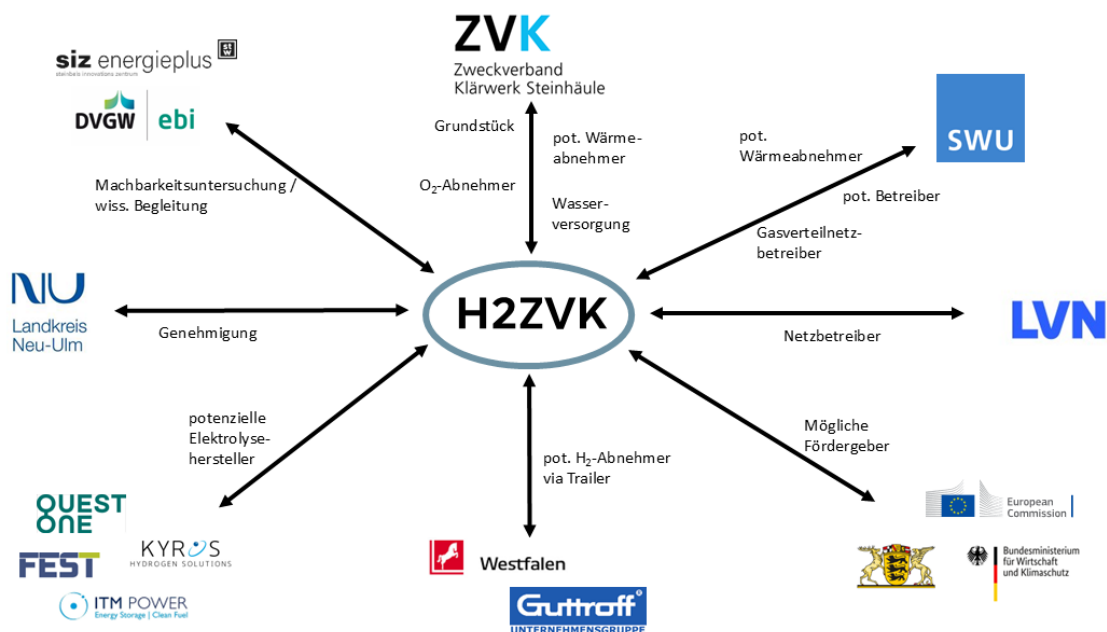 siz energieplus
stw
steinbeis innovations zentrum
DVGW ebi
ZVK
Zweckverband
Klärwerk Steinhäule
SWU
Grundstück
pot. Wärme-
abnehmer
O₂-Abnehmer
Wasser-
versorgung
pot.
Wärmeabnehmer
pot. Betreiber
Gasverteilnetz-
betreiber
Machbarkeitsuntersuchung /
wiss. Begleitung
NU
Landkreis
Neu-Ulm
Genehmigung
H2ZVK
Netzbetreiber
LVN
potenzielle
Elektrolyse-
hersteller
pot. H₂-Abnehmer
via Trailer
Mögliche
Fördergeber
QUEST
ONE
FEST
KYROS
HYDROGEN SOLUTIONS
ITM POWER
Energy Storage | Clean Fuel
Westfalen
Guttroff
UNTERNEHMENSGRUPPE
European
Commission
Bundesministerium
für Wirtschaft
und Klimaschutz